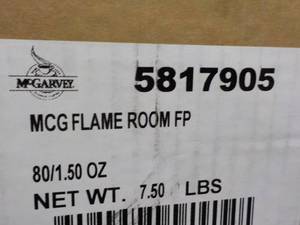 McGARVEY
5817905
MCG FLAME ROOM FP
80/1.50 OZ
NET WT. 7.50 LBS